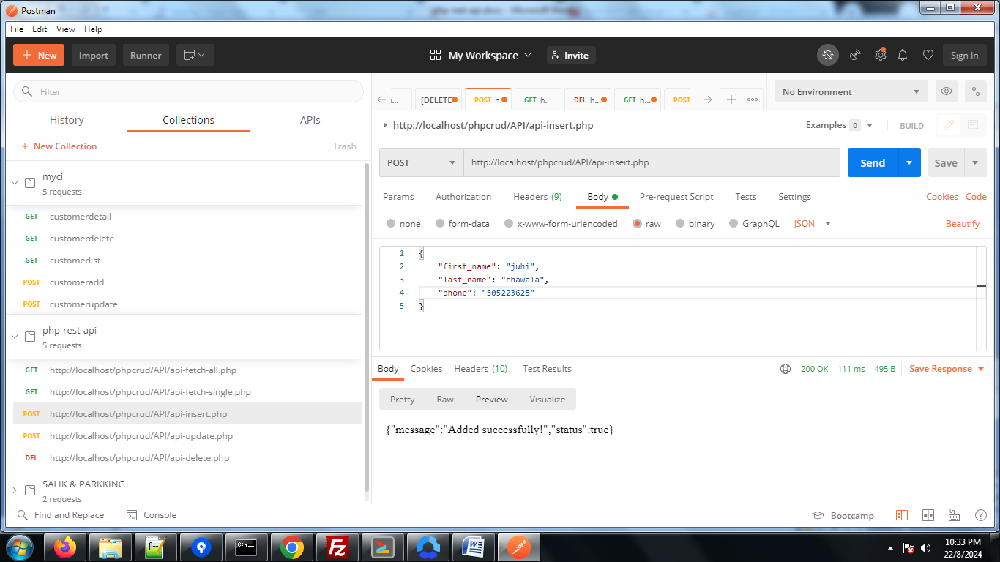 Postman
File Edit View Help
New Import Runner My Workspace Invite Sign In
Filter
History Collections APIs
+ New Collection Trash
myci
5 requests
GET customerdetail
GET customerdelete
GET customerlist
POST customeradd
POST customerupdate
php-rest-api
5 requests
GET http://localhost/phpcrud/API/api-fetch-all.php
GET http://localhost/phpcrud/API/api-fetch-single.php
POST http://localhost/phpcrud/API/api-insert.php
POST http://localhost/phpcrud/API/api-update.php
DEL http://localhost/phpcrud/API/api-delete.php
SALIK & PARKKING
2 requests
[DELETE POST h. GET h.. DEL h... GET h... POST
No Environment
http://localhost/phpcrud/API/api-insert.php
Examples 0 BUILD
POST http://localhost/phpcrud/API/api-insert.php Send Save
Params Authorization Headers (9) Body Pre-request Script Tests Settings Cookies Code
none form-data x-www-form-urlencoded raw binary GraphQL JSON Beautify
1 {
2 "first_name": "juhi",
3 "last_name": "chawala",
4 "phone": "505223625"
5 }
Body Cookies Headers (10) Test Results 200 OK 111 ms 495 B Save Response
Pretty Raw Preview Visualize
{"message":"Added successfully!","status":true}
Find and Replace Console Bootcamp
10:33 PM
22/8/2024